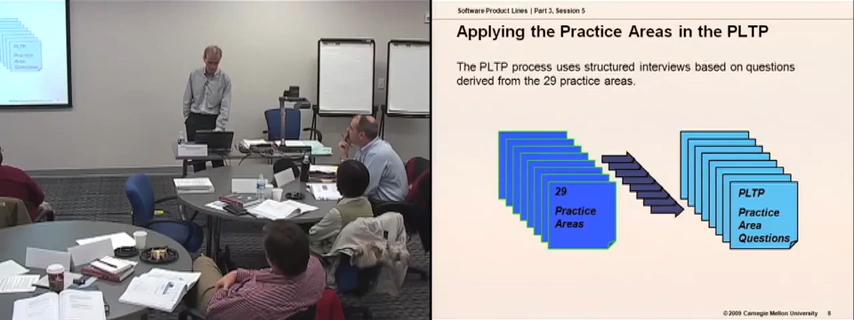 PLTP
Practice
Area
Questions
Software Product Lines | Part 3, Session 5
Applying the Practice Areas in the PLTP
The PLTP process uses structured interviews based on questions
derived from the 29 practice areas.
29
Practice
Areas
PLTP
Practice
Area
Questions
© 2009 Carnegie Mellon University 8